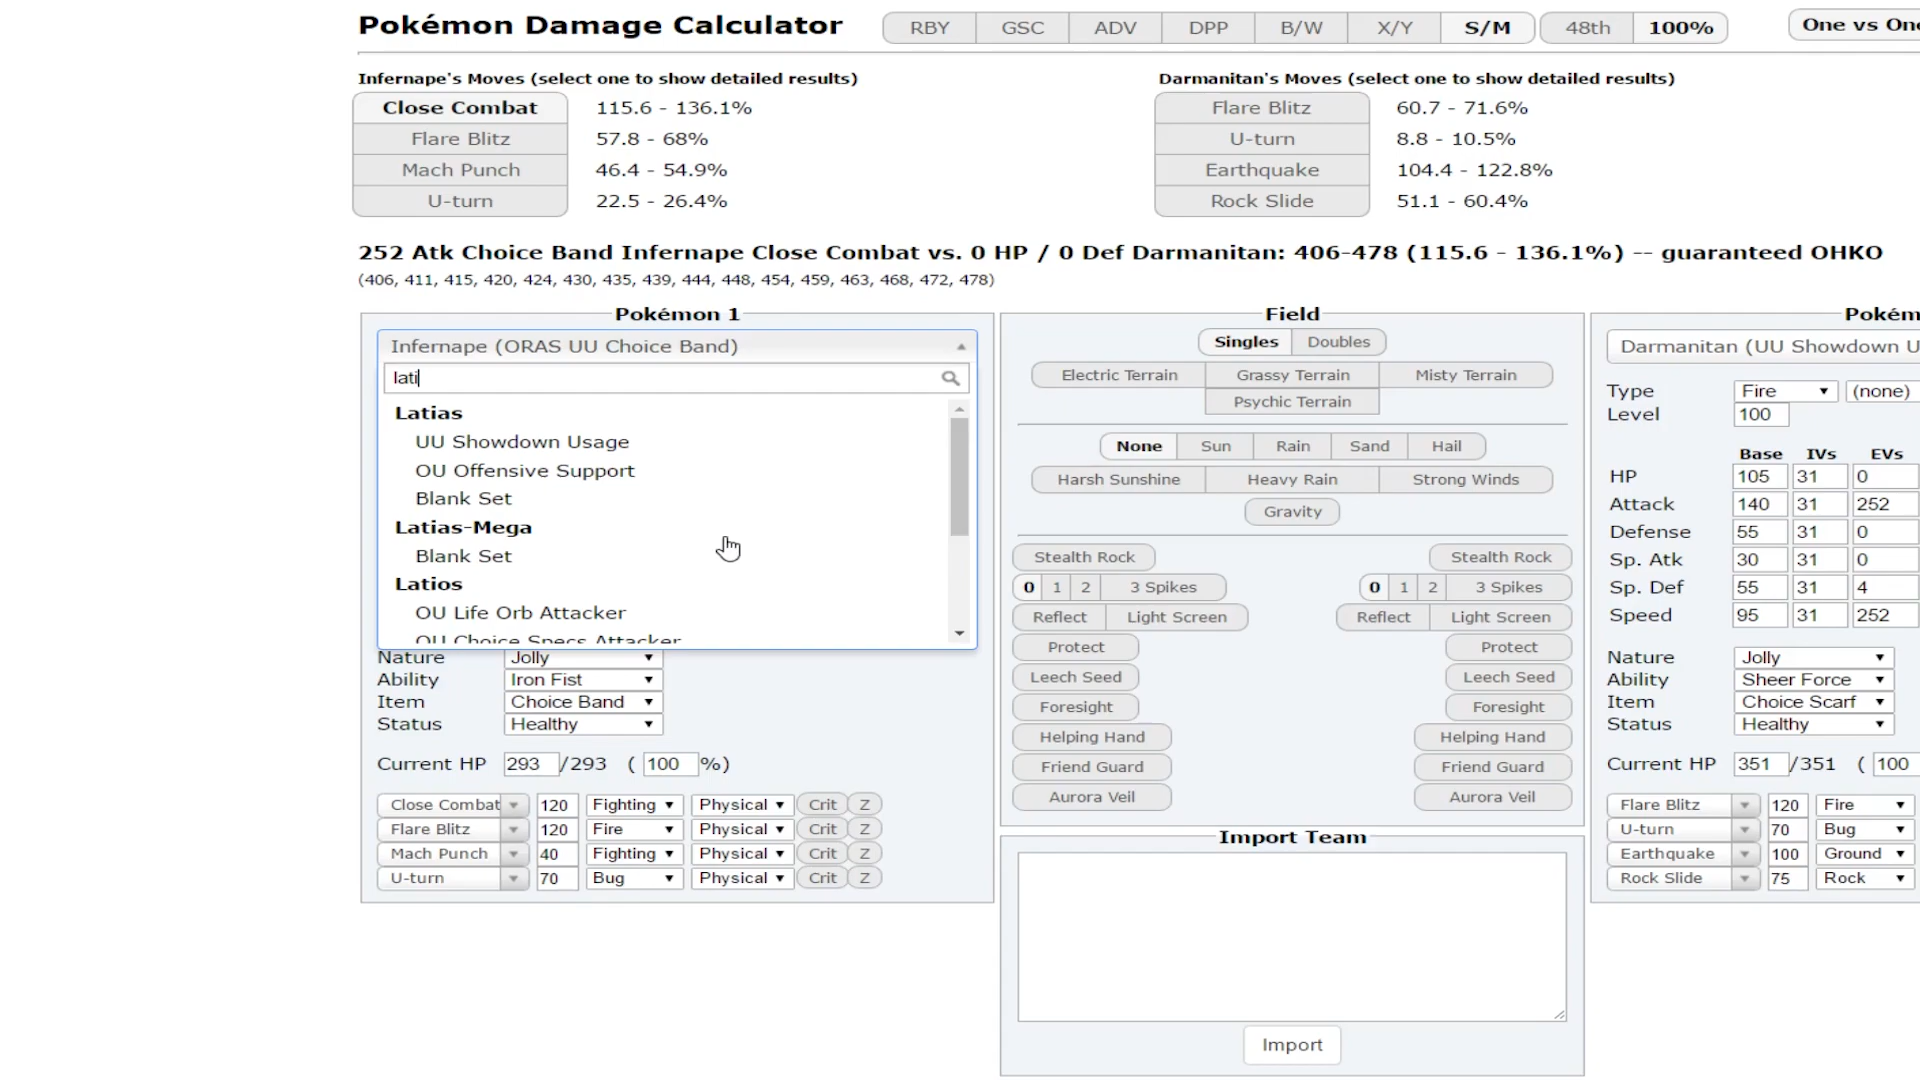 Pokémon Damage Calculator
RBY GSC ADV DPP B/W X/Y S/M 48th 100% One vs One
Infernape's Moves (select one to show detailed results)
Close Combat 115.6 - 136.1%
Flare Blitz 57.8 - 68%
Mach Punch 46.4 - 54.9%
U-turn 22.5 - 26.4%
Darmanitan's Moves (select one to show detailed results)
Flare Blitz 60.7 - 71.6%
U-turn 8.8 - 10.5%
Earthquake 104.4 - 122.8%
Rock Slide 51.1 - 60.4%
252 Atk Choice Band Infernape Close Combat vs. 0 HP / 0 Def Darmanitan: 406-478 (115.6 - 136.1%) -- guaranteed OHKO
(406, 411, 415, 420, 424, 430, 435, 439, 444, 448, 454, 459, 463, 468, 472, 478)
Pokémon 1
Infernape (ORAS UU Choice Band)
lati
Latias
UU Showdown Usage
OU Offensive Support
Blank Set
Latias-Mega
Blank Set
Latios
OU Life Orb Attacker
OU Choice Specs Attacker
Nature Jolly
Ability Iron Fist
Item Choice Band
Status Healthy
Current HP 293 /293 ( 100 %)
Close Combat 120 Fighting Physical Crit Z
Flare Blitz 120 Fire Physical Crit Z
Mach Punch 40 Fighting Physical Crit Z
U-turn 70 Bug Physical Crit Z
Field
Singles Doubles
Electric Terrain Grassy Terrain Misty Terrain
Psychic Terrain
None Sun Rain Sand Hail
Harsh Sunshine Heavy Rain Strong Winds
Gravity
Stealth Rock Stealth Rock
0 1 2 3 Spikes 0 1 2 3 Spikes
Reflect Light Screen Reflect Light Screen
Protect Protect
Leech Seed Leech Seed
Foresight Foresight
Helping Hand Helping Hand
Friend Guard Friend Guard
Aurora Veil Aurora Veil
Import Team
Import
Pokém
Darmanitan (UU Showdown U
Type Fire (none)
Level 100
Base IVs EVs
HP 105 31 0
Attack 140 31 252
Defense 55 31 0
Sp. Atk 30 31 0
Sp. Def 55 31 4
Speed 95 31 252
Nature Jolly
Ability Sheer Force
Item Choice Scarf
Status Healthy
Current HP 351 /351 ( 100
Flare Blitz 120 Fire
U-turn 70 Bug
Earthquake 100 Ground
Rock Slide 75 Rock